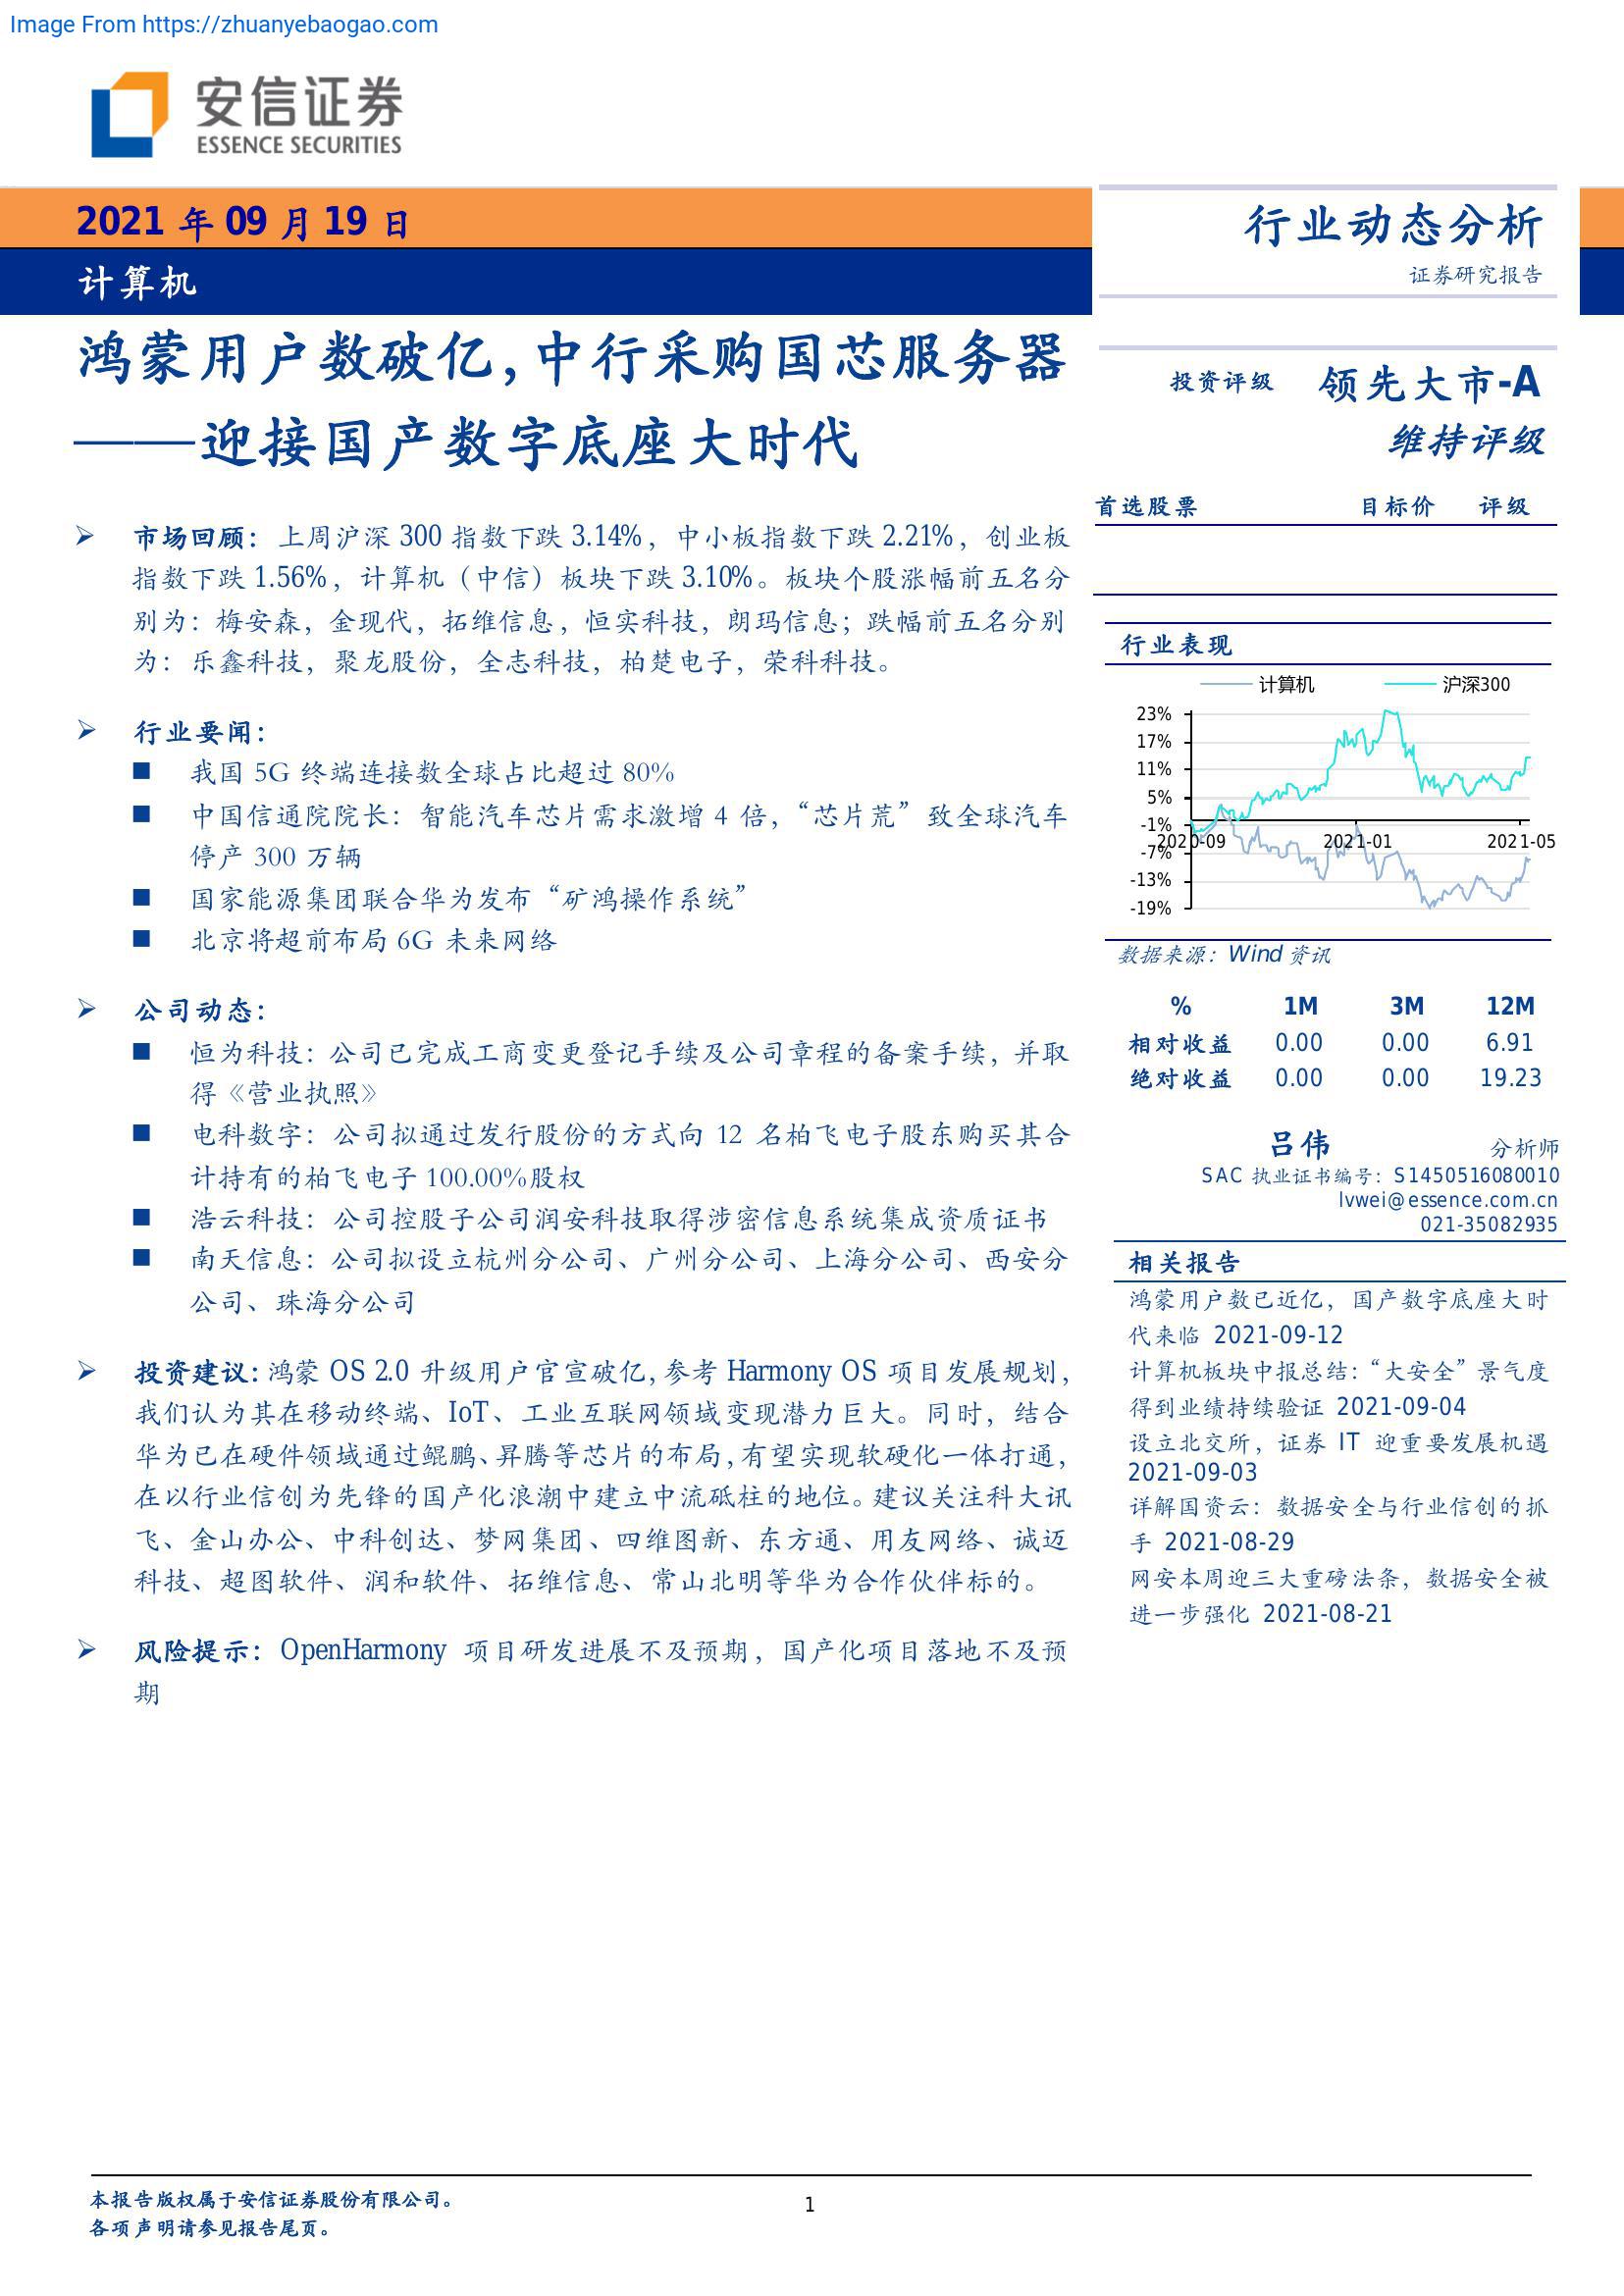 Image From https://zhuanyebaogao.com
安信证券
ESSENCE SECURITIES
2021 年 09 月 19 日
计算机
行业动态分析
证券研究报告
鸿蒙用户数破亿,中行采购国芯服务器
——迎接国产数字底座大时代
➢ 市场回顾：上周沪深 300 指数下跌 3.14%，中小板指数下跌 2.21%，创业板
指数下跌 1.56%，计算机（中信）板块下跌 3.10%。板块个股涨幅前五名分
别为：梅安森，金现代，拓维信息，恒实科技，朗玛信息；跌幅前五名分别
为：乐鑫科技，聚龙股份，全志科技，柏楚电子，荣科科技。
➢ 行业要闻：
■ 我国 5G 终端连接数全球占比超过 80%
■ 中国信通院院长：智能汽车芯片需求激增 4 倍，“芯片荒”致全球汽车
停产 300 万辆
■ 国家能源集团联合华为发布“矿鸿操作系统”
■ 北京将超前布局 6G 未来网络
➢ 公司动态：
■ 恒为科技：公司已完成工商变更登记手续及公司章程的备案手续，并取
得《营业执照》
■ 电科数字：公司拟通过发行股份的方式向 12 名柏飞电子股东购买其合
计持有的柏飞电子 100.00%股权
■ 浩云科技：公司控股子公司润安科技取得涉密信息系统集成资质证书
■ 南天信息：公司拟设立杭州分公司、广州分公司、上海分公司、西安分
公司、珠海分公司
➢ 投资建议：鸿蒙 OS 2.0 升级用户官宣破亿，参考 Harmony OS 项目发展规划，
我们认为其在移动终端、IoT、工业互联网领域变现潜力巨大。同时，结合
华为已在硬件领域通过鲲鹏、昇腾等芯片的布局，有望实现软硬化一体打通，
在以行业信创为先锋的国产化浪潮中建立中流砥柱的地位。建议关注科大讯
飞、金山办公、中科创达、梦网集团、四维图新、东方通、用友网络、诚迈
科技、超图软件、润和软件、拓维信息、常山北明等华为合作伙伴标的。
➢ 风险提示：OpenHarmony 项目研发进展不及预期，国产化项目落地不及预
期
投资评级 领先大市-A
维持评级
首选股票 目标价 评级
行业表现
计算机 沪深300
23%
17%
11%
5%
-1%
2020-09 2021-01 2021-05
-7%
-13%
-19%
数据来源：Wind 资讯
% 1M 3M 12M
相对收益 0.00 0.00 6.91
绝对收益 0.00 0.00 19.23
吕伟 分析师
SAC 执业证书编号：S1450516080010
lvwei@essence.com.cn
021-35082935
相关报告
鸿蒙用户数已近亿，国产数字底座大时
代来临 2021-09-12
计算机板块中报总结：“大安全”景气度
得到业绩持续验证 2021-09-04
设立北交所，证券 IT 迎重要发展机遇
2021-09-03
详解国资云：数据安全与行业信创的抓
手 2021-08-29
网安本周迎三大重磅法条，数据安全被
进一步强化 2021-08-21
本报告版权属于安信证券股份有限公司。
各项声明请参见报告尾页。
1